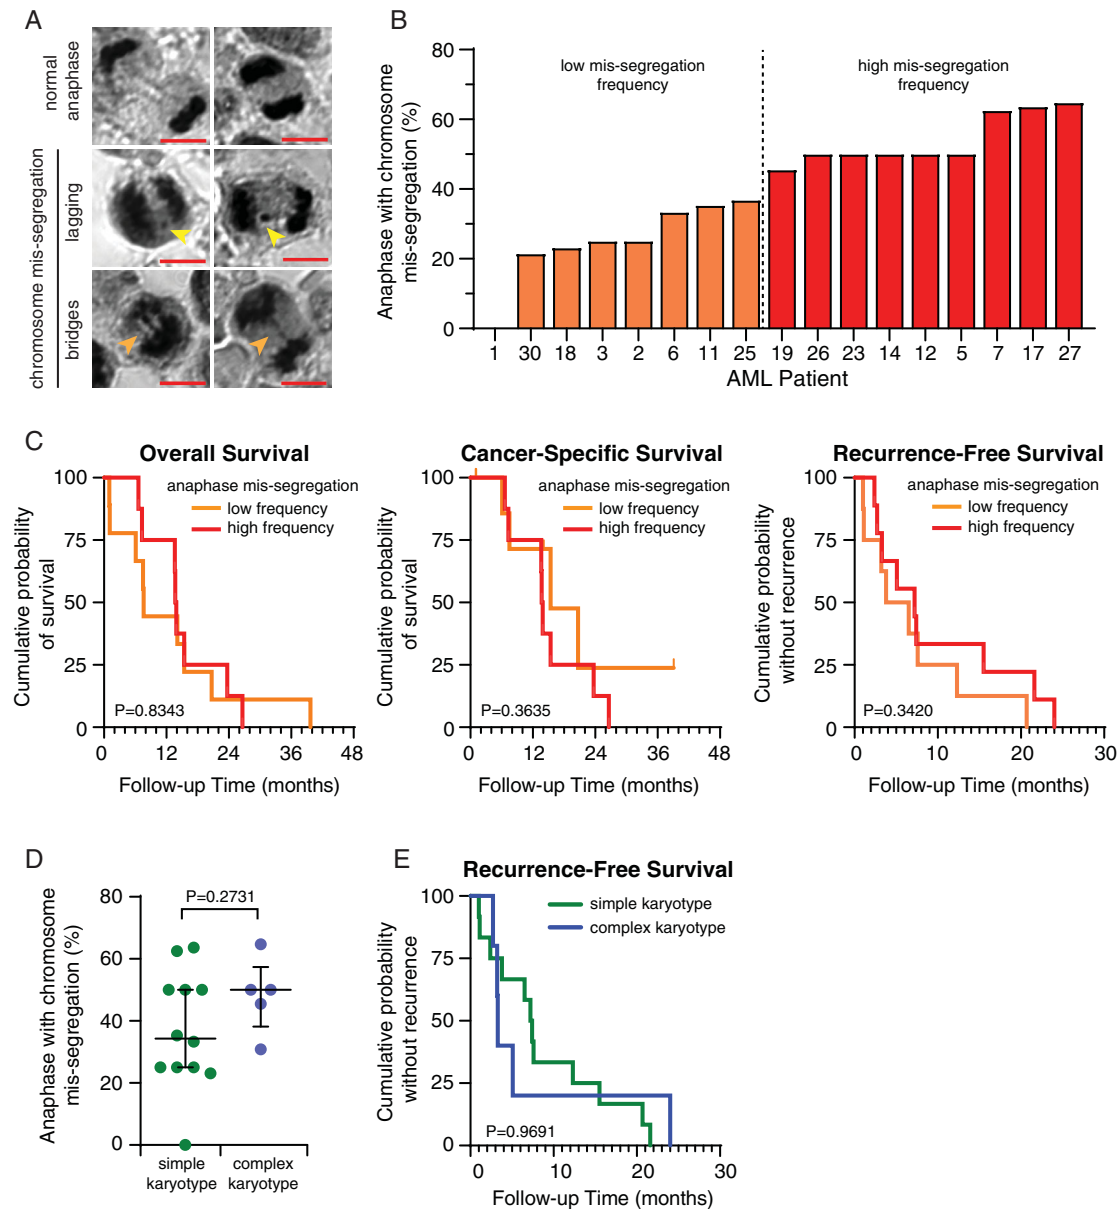 A
normal
anaphase
chromosome mis-segregation
lagging
bridges
B
Anaphase with chromosome
mis-segregation (%)
80
60
40
20
0
low mis-segregation
frequency
high mis-segregation
frequency
1 30 18 3 2 6 11 25 19 26 23 14 12 5 7 17 27
AML Patient
C
Overall Survival
anaphase mis-segregation
low frequency
high frequency
Cumulative probability
of survival
100
75
50
25
0
P=0.8343
0 12 24 36 48
Follow-up Time (months)
Cancer-Specific Survival
anaphase mis-segregation
low frequency
high frequency
Cumulative probability
of survival
100
75
50
25
0
P=0.3635
0 12 24 36 48
Follow-up Time (months)
Recurrence-Free Survival
anaphase mis-segregation
low frequency
high frequency
Cumulative probability
without recurrence
100
75
50
25
0
P=0.3420
0 10 20 30
Follow-up Time (months)
D
Anaphase with chromosome
mis-segregation (%)
80
60
40
20
0
P=0.2731
simple
karyotype
complex
karyotype
E
Recurrence-Free Survival
simple karyotype
complex karyotype
Cumulative probability
without recurrence
100
75
50
25
0
P=0.9691
0 10 20 30
Follow-up Time (months)